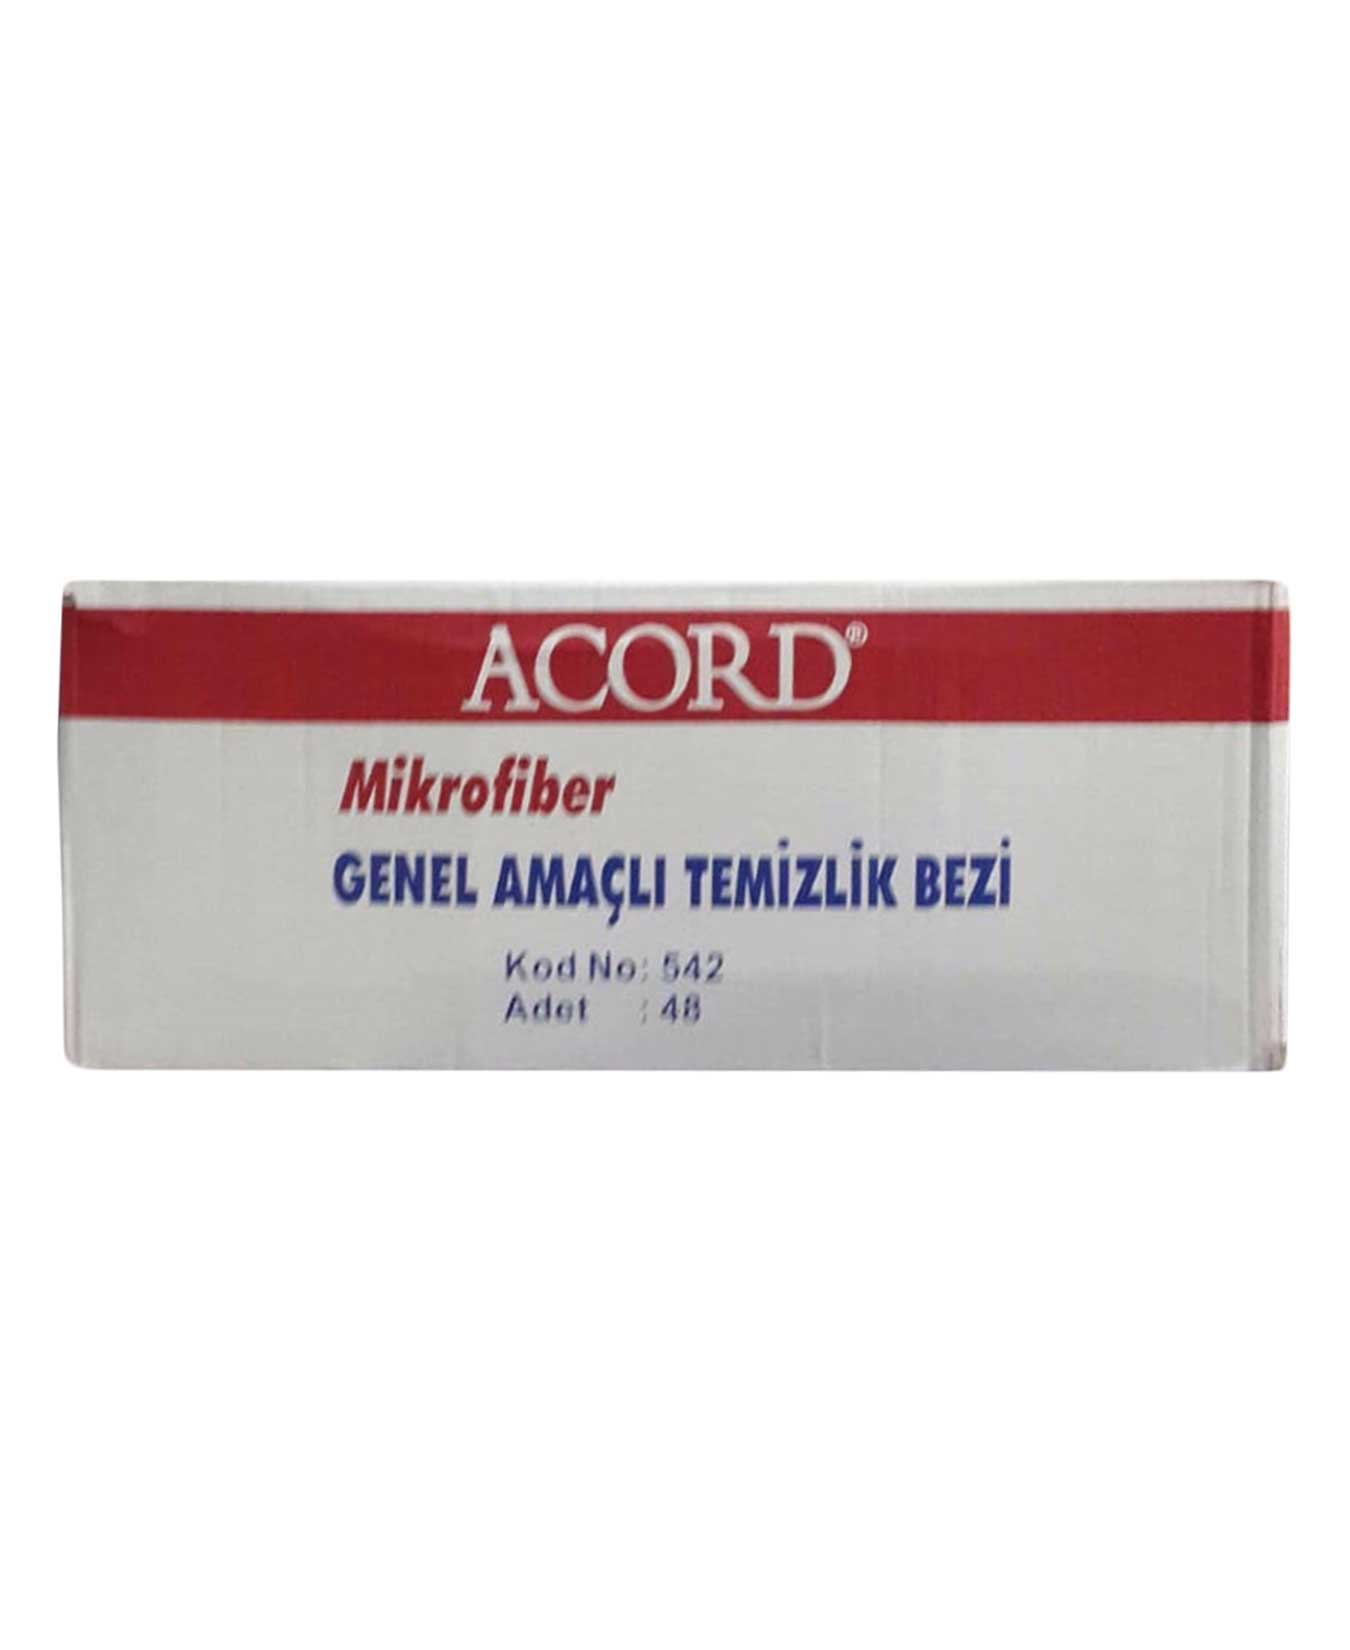 ACORD®
Mikrofiber
GENEL AMAÇLI TEMİZLİK BEZİ
Kod No: 542
Adet : 48